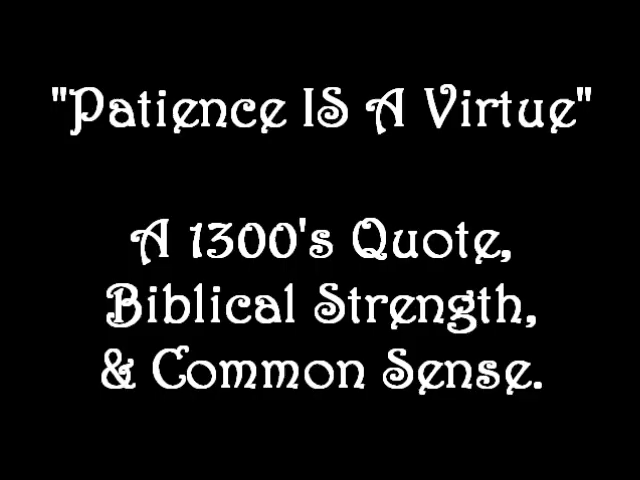 "Patience IS A Virtue"
A 1300's Quote,
Biblical Strength,
& Common Sense.